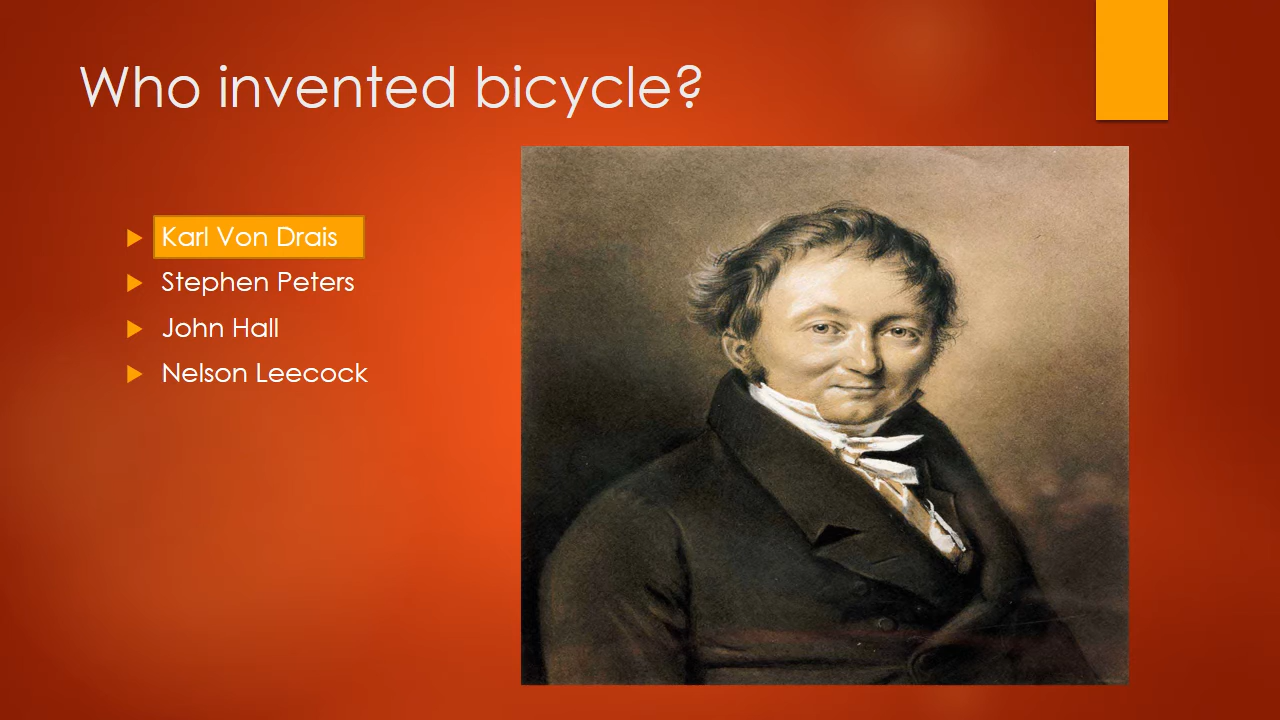 Who invented bicycle?
Karl Von Drais
Stephen Peters
John Hall
Nelson Leecock